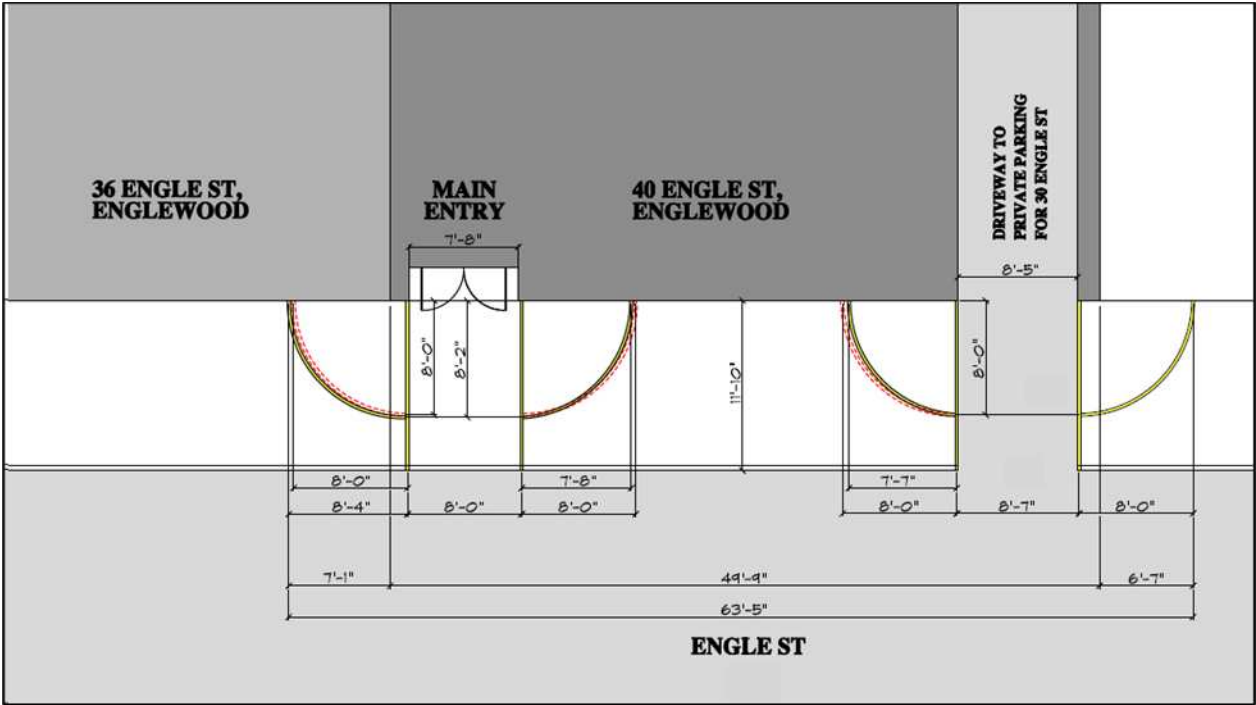 36 ENGLE ST,
ENGLEWOOD
MAIN
ENTRY
40 ENGLE ST,
ENGLEWOOD
DRIVEWAY TO
PRIVATE PARKING
FOR 30 ENGLE ST
7'-8"
8'-5"
8'-0"
8'-2"
11'-10"
8'-0"
8'-0"
7'-8"
7'-7"
8'-4"
8'-0"
8'-0"
8'-0"
8'-7"
8'-0"
7'-1"
49'-9"
6'-7"
63'-5"
ENGLE ST